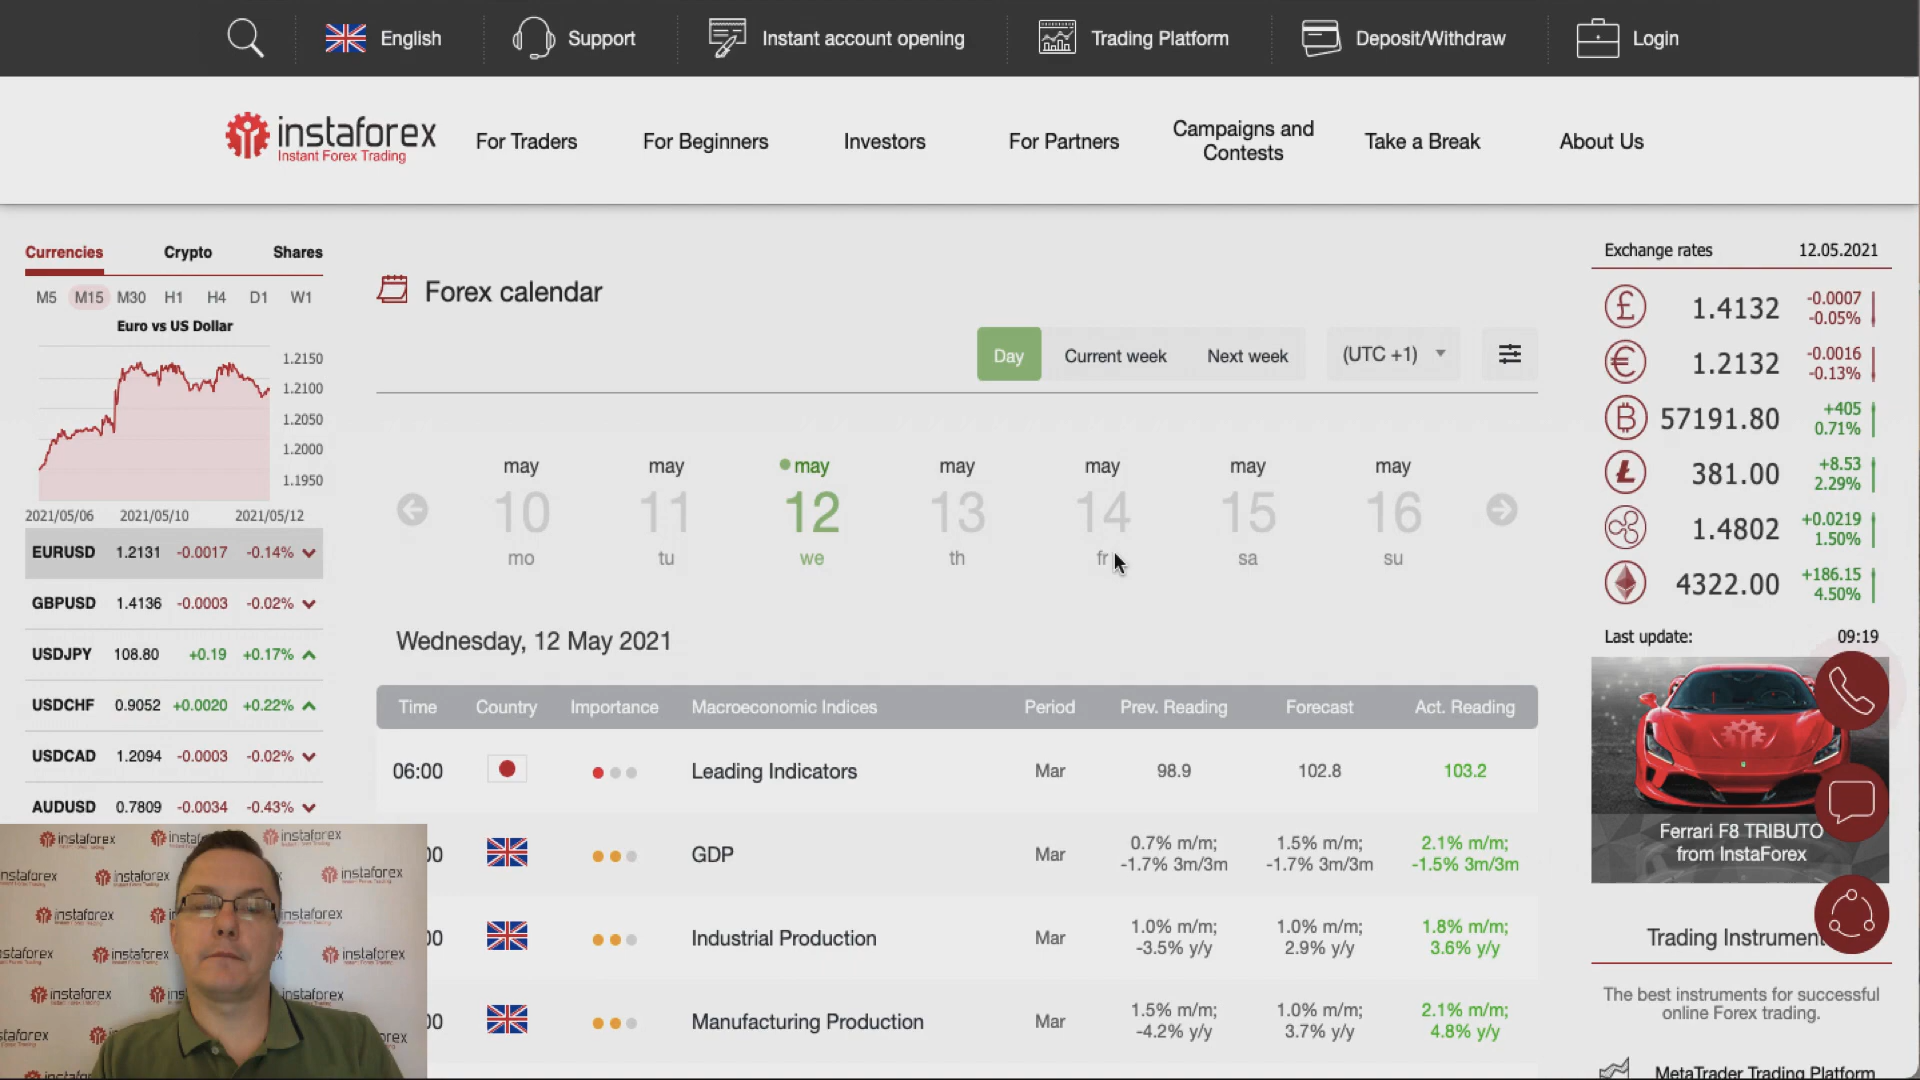 English
Support
Instant account opening
Trading Platform
Deposit/Withdraw
Login
instaforex
Instant Forex Trading
For Traders
For Beginners
Investors
For Partners
Campaigns and
Contests
Take a Break
About Us
Currencies Crypto Shares
M5 M15 M30 H1 H4 D1 W1
Euro vs US Dollar
1.2150
1.2100
1.2050
1.2000
1.1950
2021/05/06 2021/05/10 2021/05/12
EURUSD 1.2131 -0.0017 -0.14%
GBPUSD 1.4136 -0.0003 -0.02%
USDJPY 108.80 +0.19 +0.17%
USDCHF 0.9052 +0.0020 +0.22%
USDCAD 1.2094 -0.0003 -0.02%
AUDUSD 0.7809 -0.0034 -0.43%
Forex calendar
Day Current week Next week (UTC +1)
may may may may may may may
10 11 12 13 14 15 16
mo tu we th fr sa su
Wednesday, 12 May 2021
Time Country Importance Macroeconomic Indices Period Prev. Reading Forecast Act. Reading
06:00 Leading Indicators Mar 98.9 102.8 103.2
GDP Mar
0.7% m/m; 1.5% m/m; 2.1% m/m;
-1.7% 3m/3m -1.7% 3m/3m -1.5% 3m/3m
Industrial Production Mar
1.0% m/m; 1.0% m/m; 1.8% m/m;
-3.5% y/y 2.9% y/y 3.6% y/y
Manufacturing Production Mar
1.5% m/m; 1.0% m/m; 2.1% m/m;
-4.2% y/y 3.7% y/y 4.8% y/y
Exchange rates 12.05.2021
1.4132 -0.0007
-0.05%
1.2132 -0.0016
-0.13%
57191.80 +405
0.71%
381.00 +8.53
2.29%
1.4802 +0.0219
1.50%
4322.00 +186.15
4.50%
Last update: 09:19
Ferrari F8 TRIBUTO
from InstaForex
Trading Instrumen
The best instruments for successful
online Forex trading.
MetaTrader Trading Platform
instaforex
instaforex
instaforex
instaforex
instaforex
instaforex
instaforex
instaforex
instaforex